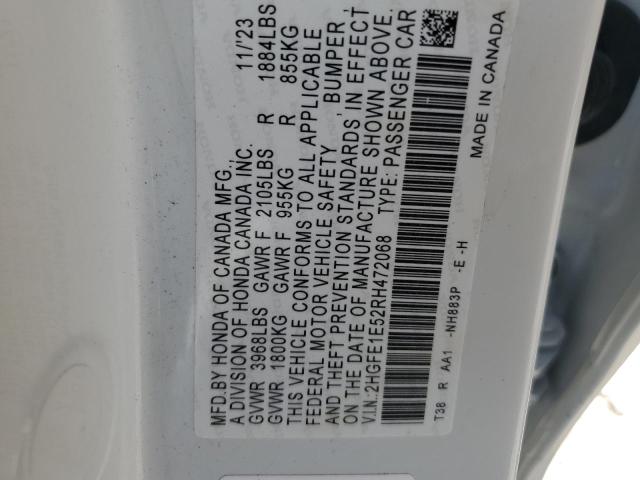 MFD.BY HONDA OF CANADA MFG., 11/'23
A DIVISION OF HONDA CANADA INC.
GVWR 3968LBS GAWR F 2105LBS R 1884LBS
GVWR 1800KG GAWR F 955KG R 855KG
THIS VEHICLE CONFORMS TO ALL APPLICABLE
FEDERAL MOTOR VEHICLE SAFETY, BUMPER,
AND THEFT PREVENTION STANDARDS, IN EFFECT
ON THE DATE OF MANUFACTURE SHOWN ABOVE.
V.I.N.:2HGFE1E52RH472068 TYPE: PASSENGER CAR
T38 R AA1 -NH883P -E -H
MADE IN CANADA